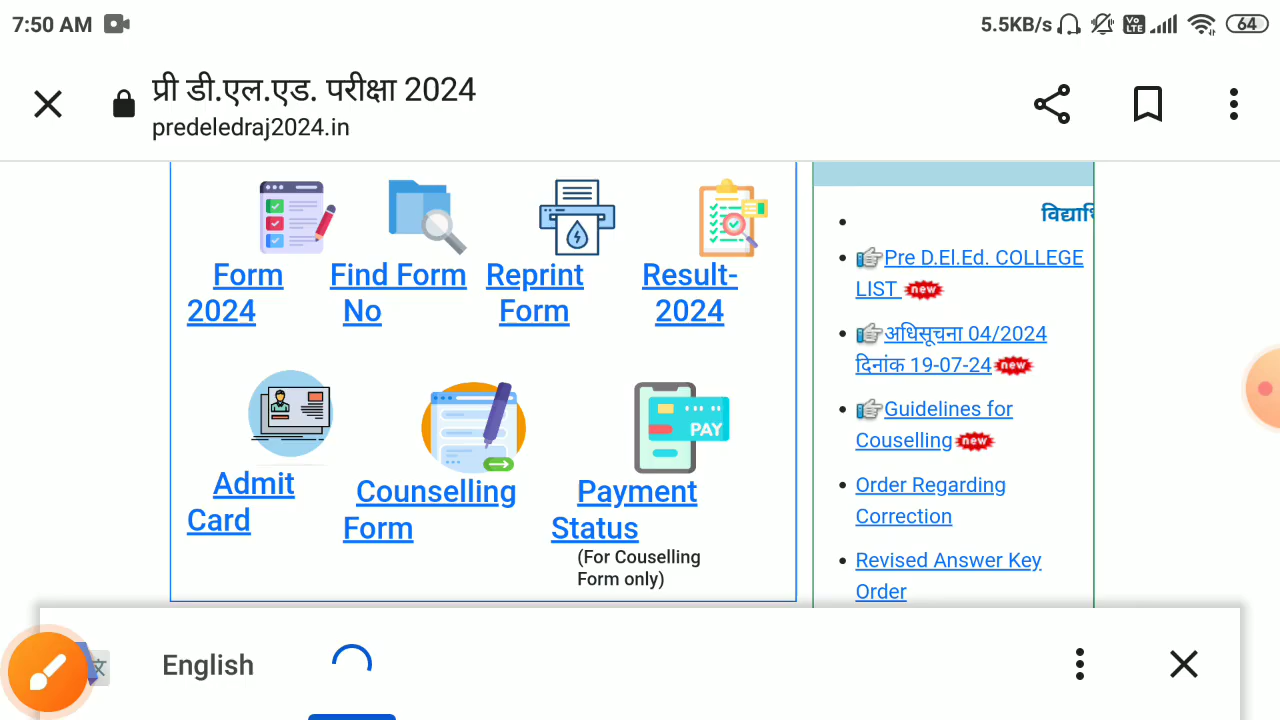 7:50 AM
5.5KB/s Vo LTE 64
प्री डी.एल.एड. परीक्षा 2024
predeledraj2024.in
Form 2024
Find Form No
Reprint Form
Result-2024
PAY
Admit Card
Counselling Form
Payment Status
(For Couselling
Form only)
Pre D.El.Ed. COLLEGE
LIST new
अधिसूचना 04/2024
दिनांक 19-07-24 new
Guidelines for
Couselling new
Order Regarding
Correction
Revised Answer Key
Order
English